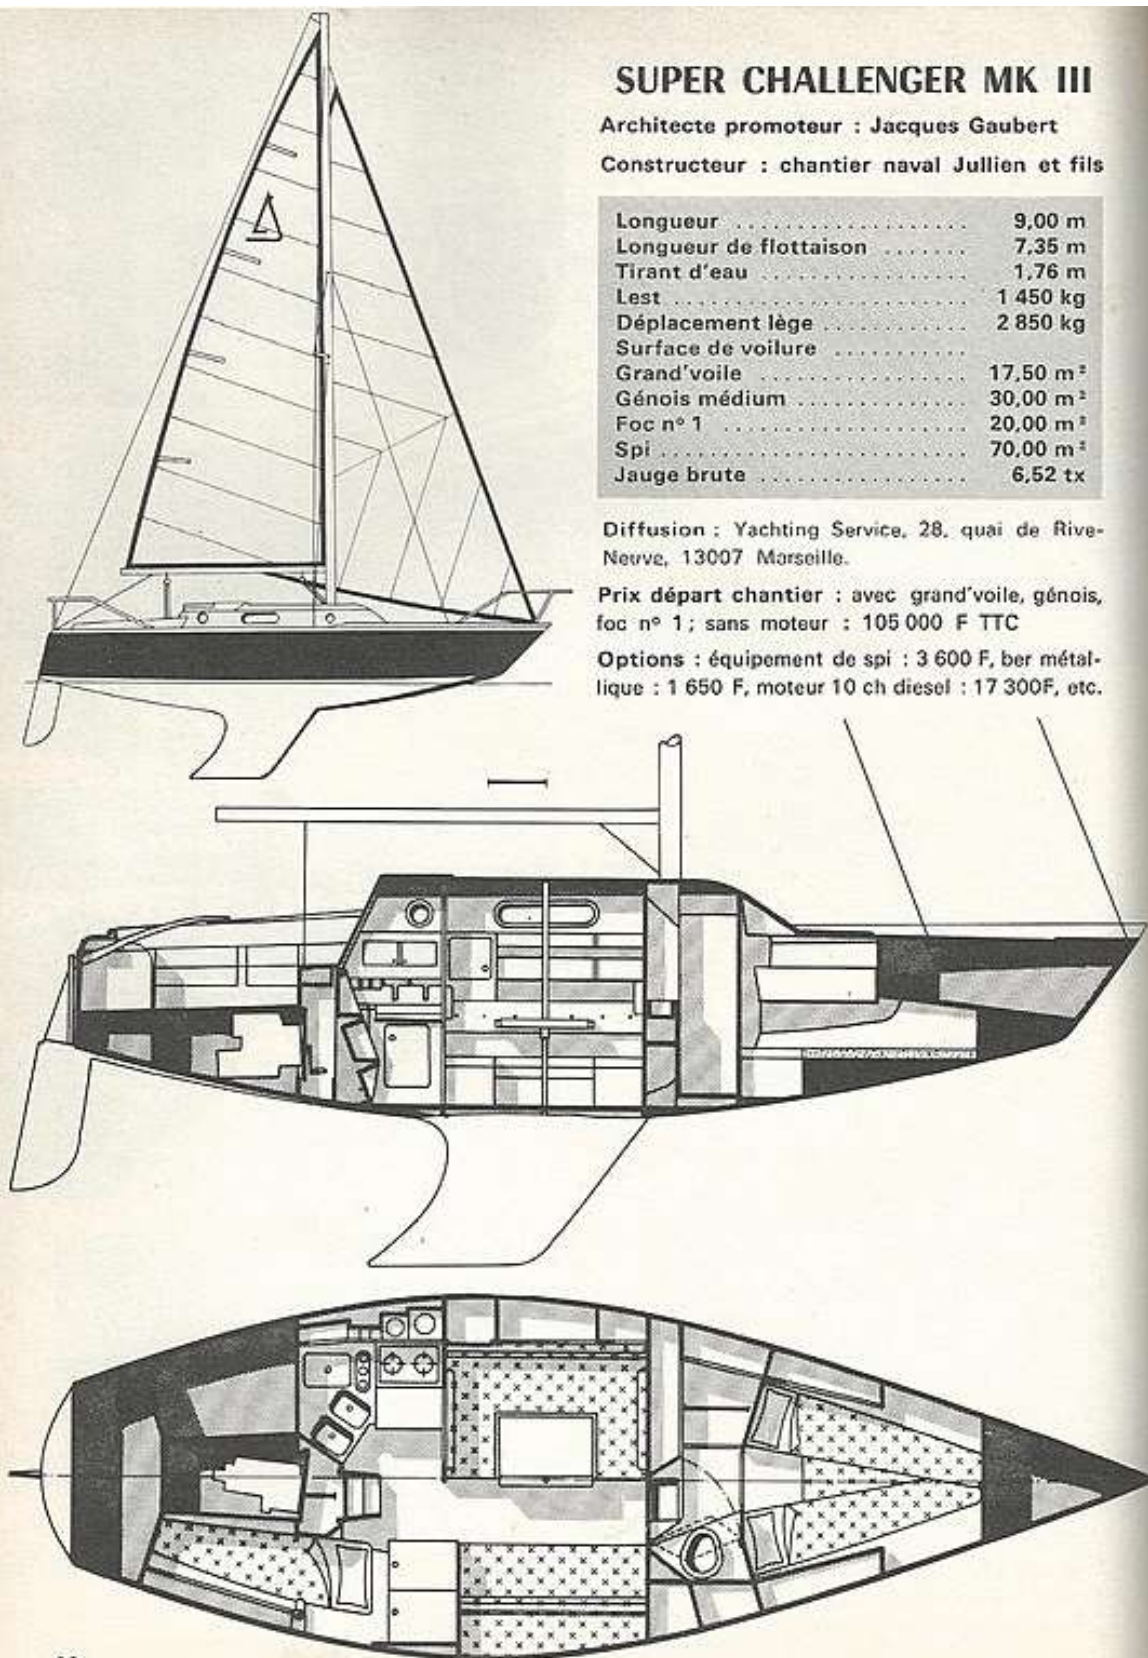 SUPER CHALLENGER MK III
Architecte promoteur : Jacques Gaubert
Constructeur : chantier naval Jullien et fils
Longueur . . . . . . . . . . . . . . . . . . . 9,00 m
Longueur de flottaison . . . . . . . 7,35 m
Tirant d'eau . . . . . . . . . . . . . . . . . 1,76 m
Lest . . . . . . . . . . . . . . . . . . . . . . . . 1 450 kg
Déplacement lège . . . . . . . . . . . . 2 850 kg
Surface de voilure . . . . . . . . . . .
Grand'voile . . . . . . . . . . . . . . . . . 17,50 m²
Génois médium . . . . . . . . . . . . . . 30,00 m²
Foc n° 1 . . . . . . . . . . . . . . . . . . . . 20,00 m²
Spi . . . . . . . . . . . . . . . . . . . . . . . . . 70,00 m²
Jauge brute . . . . . . . . . . . . . . . . . 6,52 tx
Diffusion : Yachting Service, 28, quai de Rive-
Neuve, 13007 Marseille.
Prix départ chantier : avec grand'voile, génois,
foc n° 1 ; sans moteur : 105 000 F TTC
Options : équipement de spi : 3 600 F, ber métal-
lique : 1 650 F, moteur 10 ch diesel : 17 300F, etc.